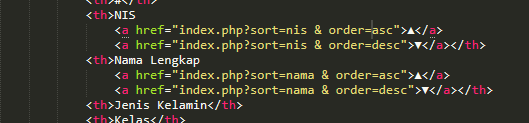 <th>#</th>
<th>NIS
<a href="index.php?sort=nis & order=asc">▲</a>
<a href="index.php?sort=nis & order=desc">▼</a></th>
<th>Nama Lengkap
<a href="index.php?sort=nama & order=asc">▲</a>
<a href="index.php?sort=nama & order=desc">▼</a></th>
<th>Jenis Kelamin</th>
<th>Kelas</th>